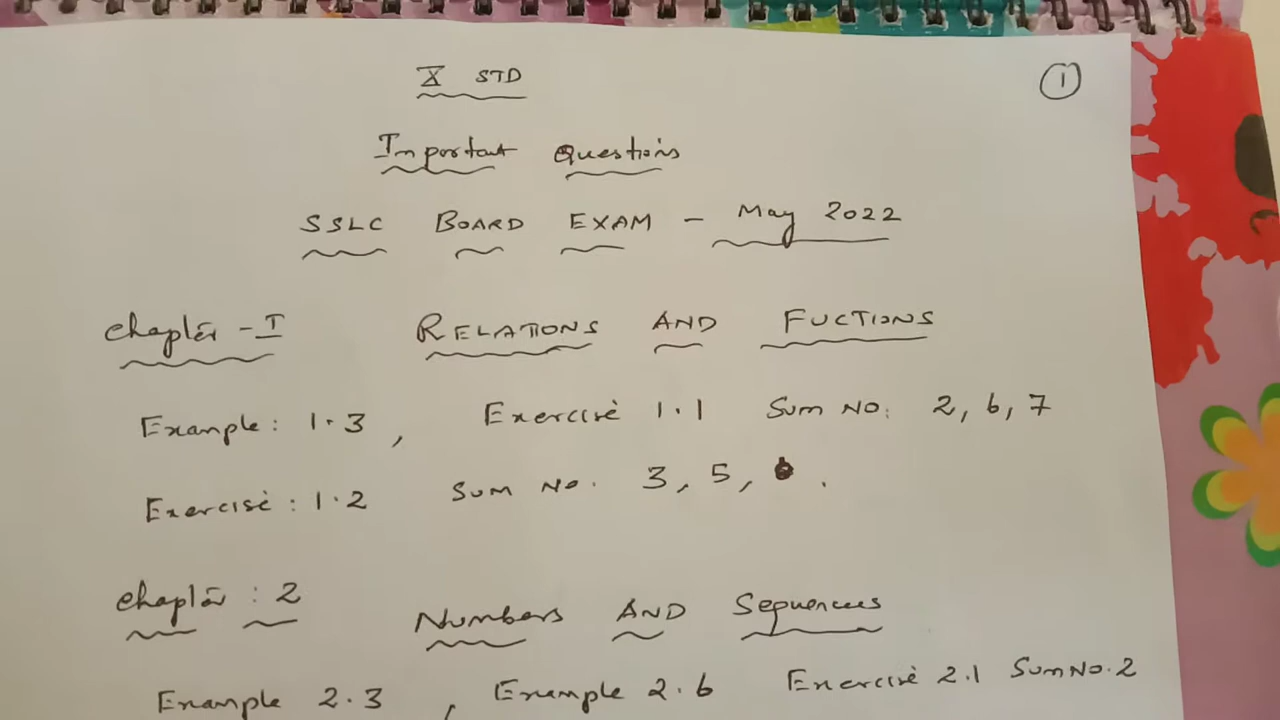 X STD
1
Important Questions
SSLC BOARD EXAM - May 2022
Chapter - I RELATIONS AND FUCTIONS
Example: 1.3, Exercise 1.1 Sum No: 2, 6, 7
Exercise: 1.2 Sum No. 3, 5, .
Chapter : 2 Numbers AND Sequences
Example 2.3, Example 2.6 Exercise 2.1 Sum No. 2